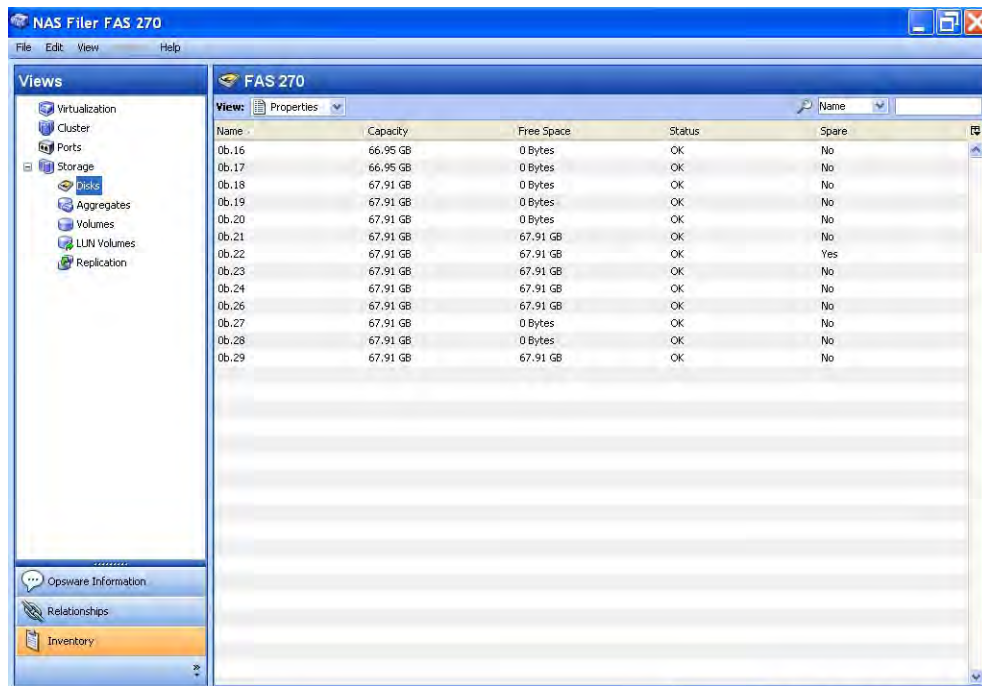 NAS Filer FAS 270
File Edit View Help
Views
Virtualization
Cluster
Ports
Storage
Disks
Aggregates
Volumes
LUN Volumes
Replication
Opsware Information
Relationships
Inventory
FAS 270
View: Properties Name
Name Capacity Free Space Status Spare
0b.16 66.95 GB 0 Bytes OK No
0b.17 66.95 GB 0 Bytes OK No
0b.18 67.91 GB 0 Bytes OK No
0b.19 67.91 GB 0 Bytes OK No
0b.20 67.91 GB 0 Bytes OK No
0b.21 67.91 GB 67.91 GB OK No
0b.22 67.91 GB 67.91 GB OK Yes
0b.23 67.91 GB 67.91 GB OK No
0b.24 67.91 GB 67.91 GB OK No
0b.26 67.91 GB 67.91 GB OK No
0b.27 67.91 GB 0 Bytes OK No
0b.28 67.91 GB 0 Bytes OK No
0b.29 67.91 GB 67.91 GB OK No